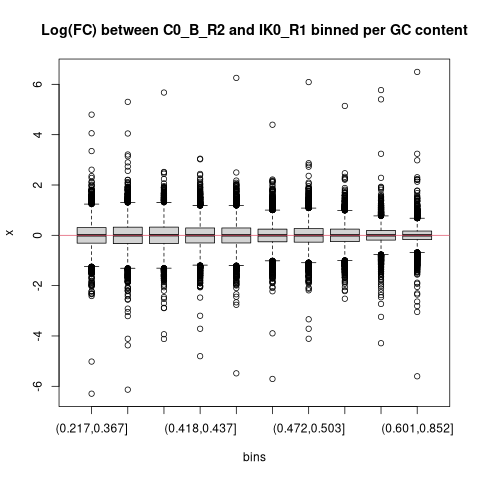 Log(FC) between C0_B_R2 and IK0_R1 binned per GC content
6
4
2
0
-2
-4
-6
x
(0.217,0.367] (0.418,0.437] (0.472,0.503] (0.601,0.852]
bins